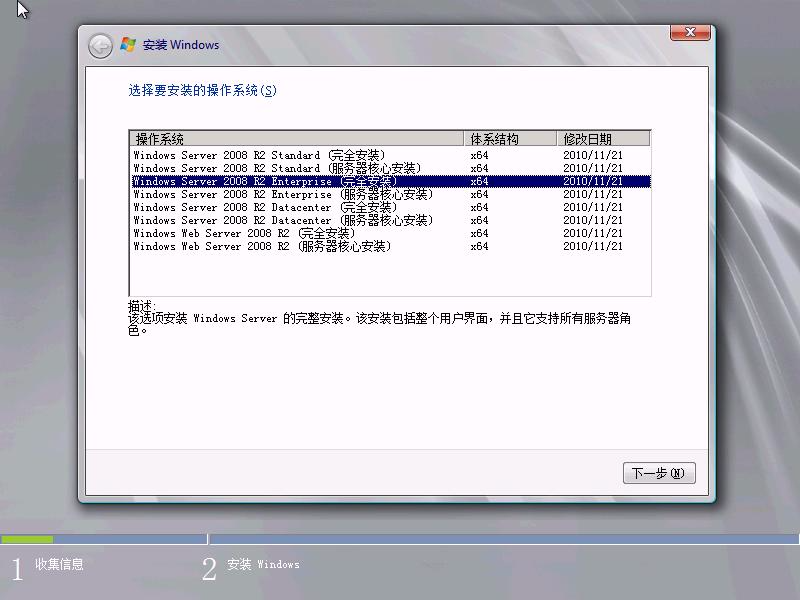 安装 Windows
选择要安装的操作系统(S)
操作系统 体系结构 修改日期
Windows Server 2008 R2 Standard (完全安装) x64 2010/11/21
Windows Server 2008 R2 Standard (服务器核心安装) x64 2010/11/21
Windows Server 2008 R2 Enterprise (完全安装) x64 2010/11/21
Windows Server 2008 R2 Enterprise (服务器核心安装) x64 2010/11/21
Windows Server 2008 R2 Datacenter (完全安装) x64 2010/11/21
Windows Server 2008 R2 Datacenter (服务器核心安装) x64 2010/11/21
Windows Web Server 2008 R2 (完全安装) x64 2010/11/21
Windows Web Server 2008 R2 (服务器核心安装) x64 2010/11/21
描述:
该选项安装 Windows Server 的完整安装。该安装包括整个用户界面，并且它支持所有服务器角
色。
下一步(N)
1 收集信息 2 安装 Windows